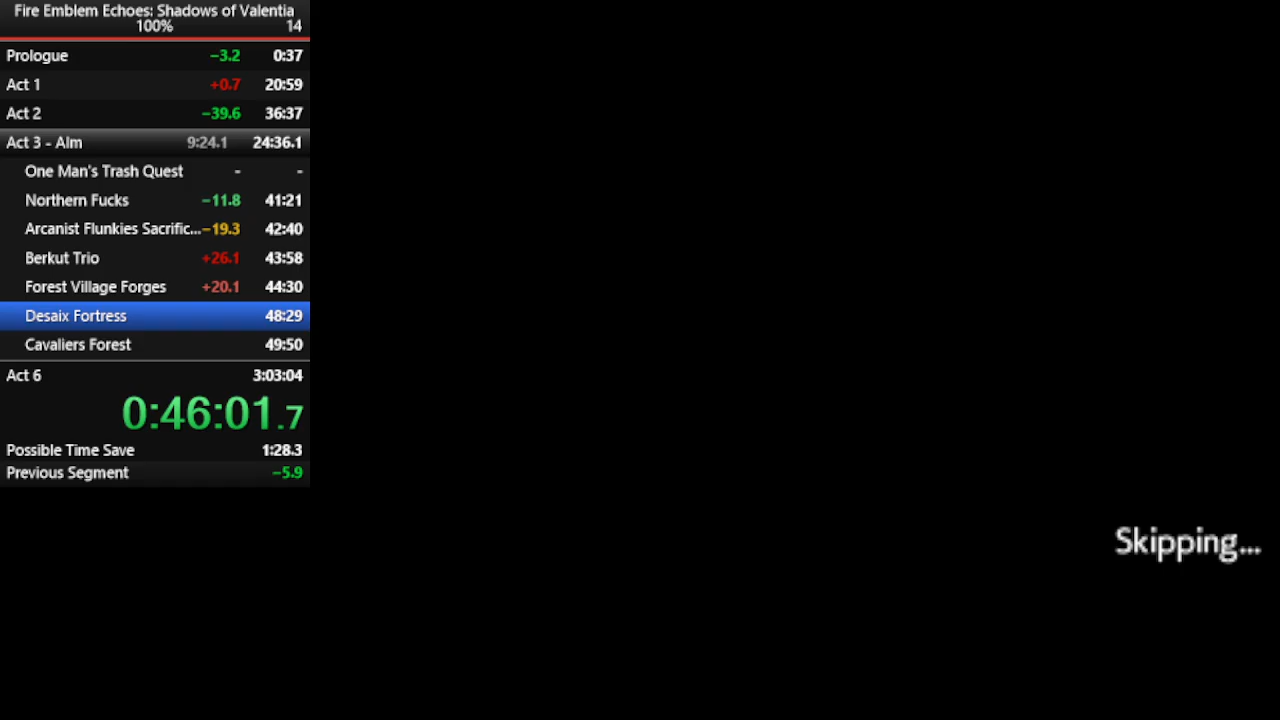 Fire Emblem Echoes: Shadows of Valentia
100% 14
Prologue −3.2 0:37
Act 1 +0.7 20:59
Act 2 −39.6 36:37
Act 3 - Alm 9:24.1 24:36.1
One Man's Trash Quest - -
Northern Fucks −11.8 41:21
Arcanist Flunkies Sacrific... −19.3 42:40
Berkut Trio +26.1 43:58
Forest Village Forges +20.1 44:30
Desaix Fortress 48:29
Cavaliers Forest 49:50
Act 6 3:03:04
0:46:01.7
Possible Time Save 1:28.3
Previous Segment −5.9
Skipping...